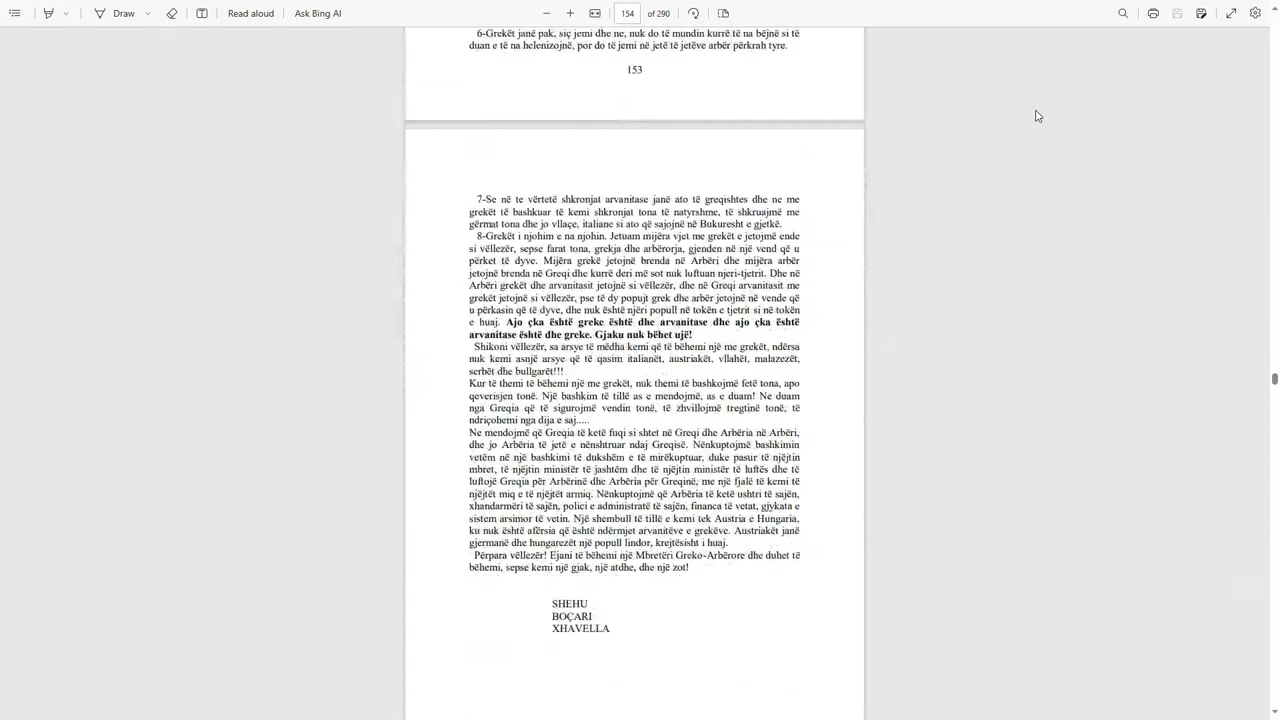 Draw
Read aloud
Ask Bing AI
154 of 290
6-Grekët janë pak, siç jemi dhe ne, nuk do të mundin kurrë të na bëjnë si të
duan e të na helenizojnë, por do të jemi në jetë të jetëve arbër përkrah tyre.
153
7-Se në te vërtetë shkronjat arvanitase janë ato të greqishtes dhe ne me
grekët të bashkuar të kemi shkronjat tona të natyrshme, të shkruajmë me
gërmat tona dhe jo vllaçe, italiane si ato që sajojnë në Bukuresht e gjetkë.
8-Grekët i njohim e na njohin. Jetuam mijëra vjet me grekët e jetojmë ende
si vëllezër, sepse farat tona, grekja dhe arbërorja, gjenden në një vend që u
përket të dyve. Mijëra grekë jetojnë brenda në Arbëri dhe mijëra arbër
jetojnë brenda në Greqi dhe kurrë deri më sot nuk luftuan njeri-tjetrit. Dhe në
Arbëri grekët dhe arvanitasit jetojnë si vëllezër, dhe në Greqi arvanitasit me
grekët jetojnë si vëllezër, pse të dy popujt grek dhe arbër jetojnë në vende që
u përkasin që të dyve, dhe nuk është njëri popull në tokën e tjetrit si në tokën
e huaj. Ajo çka është greke është dhe arvanitase dhe ajo çka është
arvanitase është dhe greke. Gjaku nuk bëhet ujë!
Shikoni vëllezër, sa arsye të mëdha kemi që të bëhemi një me grekët, ndërsa
nuk kemi asnjë arsye që të qasim italianët, austriakët, vllahët, malazezët,
serbët dhe bullgarët!!!
Kur të themi të bëhemi një me grekët, nuk themi të bashkojmë fetë tona, apo
qeverisjen tonë. Një bashkim të tillë as e mendojmë, as e duam! Ne duam
nga Greqia që të sigurojmë vendin tonë, të zhvillojmë tregtinë tonë, të
ndriçohemi nga dija e saj.....
Ne mendojmë që Greqia të ketë fuqi si shtet në Greqi dhe Arbëria në Arbëri,
dhe jo Arbëria të jetë e nënshtruar ndaj Greqisë. Nënkuptojmë bashkimin
vetëm në një bashkimi të dukshëm e të mirëkuptuar, duke pasur të njëjtin
mbret, të njëjtin ministër të jashtëm dhe të njëjtin ministër të luftës dhe të
luftojë Greqia për Arbërinë dhe Arbëria për Greqinë, me një fjalë të kemi të
njëjtët miq e të njëjtët armiq. Nënkuptojmë që Arbëria të ketë ushtri të sajën,
xhandarmëri të sajën, polici e administratë të sajën, financa të vetat, gjykata e
sistem arsimor të vetin. Një shembull të tillë e kemi tek Austria e Hungaria,
ku nuk është afërsia që është ndërmjet arvanitëve e grekëve. Austriakët janë
gjermanë dhe hungarezët një popull lindor, krejtësisht i huaj.
Përpara vëllezër! Ejani të bëhemi një Mbretëri Greko-Arbërore dhe duhet të
bëhemi, sepse kemi një gjak, një atdhe, dhe një zot!
SHEHU
BOÇARI
XHAVELLA